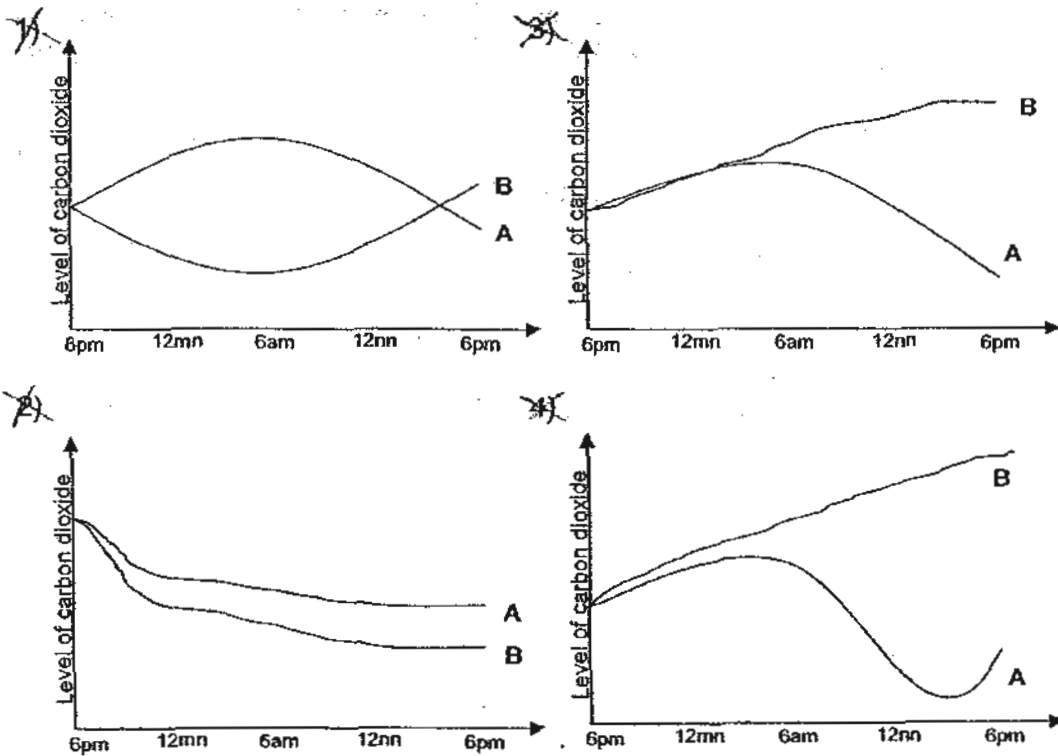 1)
Level of carbon dioxide
B
A
6pm 12mn 6am 12nn 6pm
2)
Level of carbon dioxide
A
B
6pm 12mn 6am 12nn 6pm
3)
Level of carbon dioxide
B
A
6pm 12mn 6am 12nn 6pm
4)
Level of carbon dioxide
B
A
6pm 12mn 6am 12nn 6pm